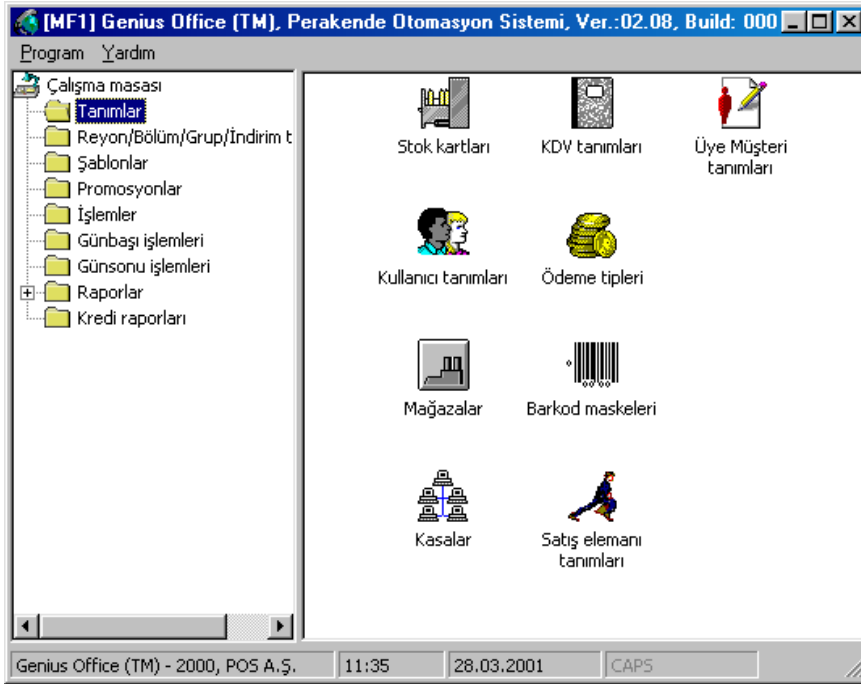 [MF1] Genius Office (TM), Perakende Otomasyon Sistemi, Ver.:02.08, Build: 000
Program Yardım
Çalışma masası
Tanımlar
Reyon/Bölüm/Grup/İndirim t
Şablonlar
Promosyonlar
İşlemler
Günbaşı işlemleri
Günsonu işlemleri
Raporlar
Kredi raporları
Stok kartları
KDV tanımları
Üye Müşteri
tanımları
Kullanıcı tanımları
Ödeme tipleri
Mağazalar
Barkod maskeleri
Kasalar
Satış elemanı
tanımları
Genius Office (TM) - 2000, POS A.Ş.
11:35
28.03.2001
CAPS